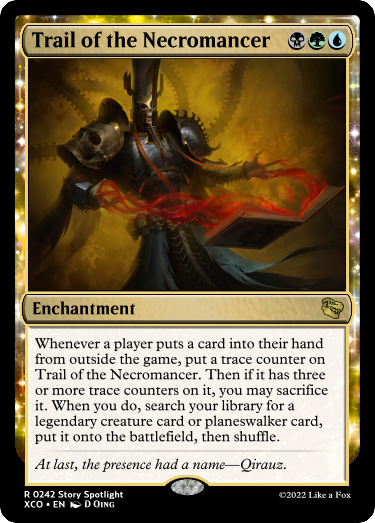 Trail of the Necromancer
Enchantment
Whenever a player puts a card into their hand
from outside the game, put a trace counter on
Trail of the Necromancer. Then if it has three
or more trace counters on it, you may sacrifice
it. When you do, search your library for a
legendary creature card or planeswalker card,
put it onto the battlefield, then shuffle.
At last, the presence had a name—Qirauz.
R 0242 Story Spotlight
XCO • EN D Oing
©2022 Like a Fox